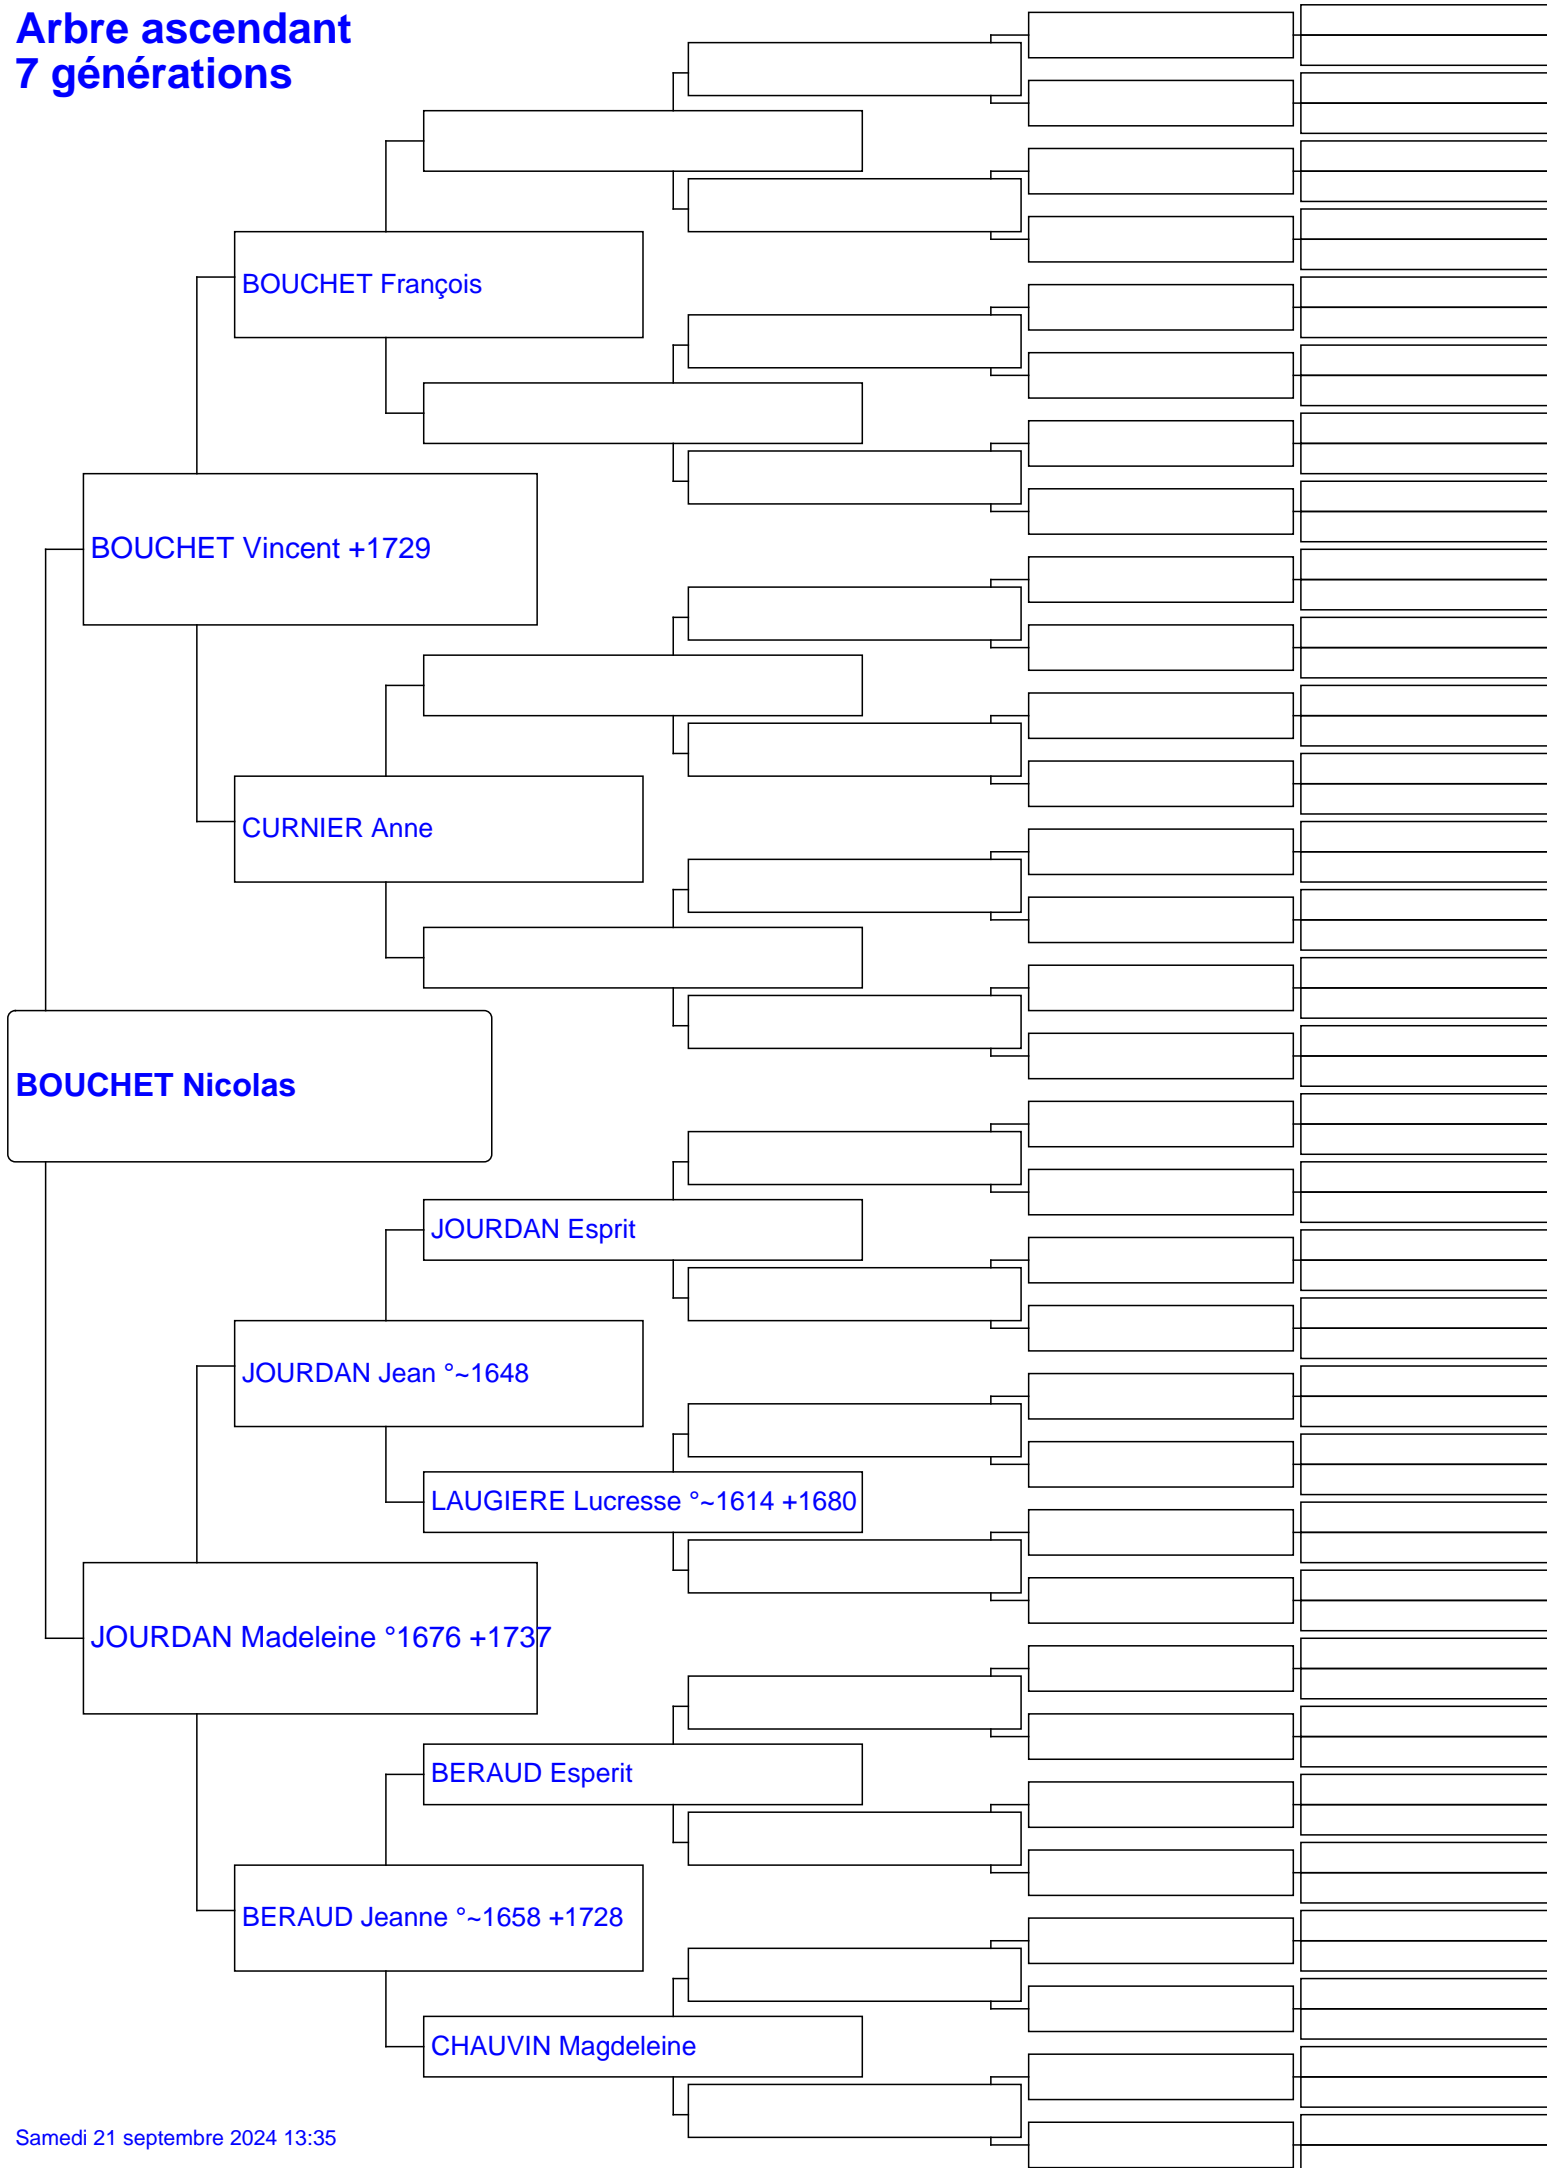 Arbre ascendant
7 générations
BOUCHET François
BOUCHET Vincent +1729
CURNIER Anne
BOUCHET Nicolas
JOURDAN Esprit
JOURDAN Jean °~1648
LAUGIERE Lucresse °~1614 +1680
JOURDAN Madeleine °1676 +1737
BERAUD Esperit
BERAUD Jeanne °~1658 +1728
CHAUVIN Magdeleine
Samedi 21 septembre 2024 13:35